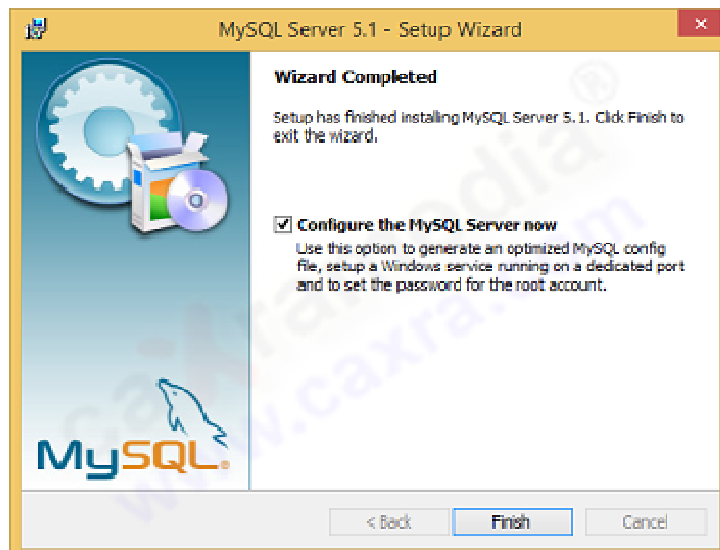 MySQL Server 5.1 - Setup Wizard
Wizard Completed
Setup has finished installing MySQL Server 5.1. Click Finish to
exit the wizard.
Configure the MySQL Server now
Use this option to generate an optimized MySQL config
file, setup a Windows service running on a dedicated port
and to set the password for the root account.
MySQL®
< Back
Finish
Cancel
www.caxra.com